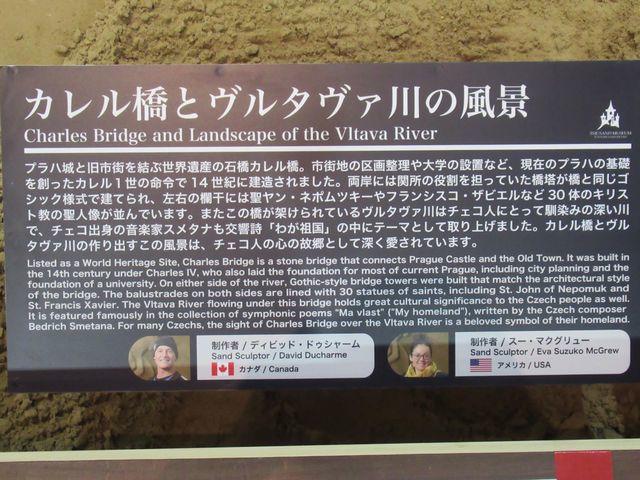 カレル橋とヴルタヴァ川の風景
Charles Bridge and Landscape of the Vltava River
THE SAND MUSEUM
プラハ城と旧市街を結ぶ世界遺産の石橋カレル橋。市街地の区画整理や大学の設置など、現在のプラハの基礎
を創ったカレル1世の命令で14世紀に建造されました。両岸には関所の役割を担っていた橋塔が橋と同じゴ
シック様式で建てられ、左右の欄干には聖ヤン・ネポムツキーやフランシスコ・ザビエルなど30体のキリス
ト教の聖人像が並んでいます。またこの橋が架けられているヴルタヴァ川はチェコ人にとって馴染みの深い川
で、チェコ出身の音楽家スメタナも交響詩「わが祖国」の中にテーマとして取り上げました。カレル橋とヴル
タヴァ川の作り出すこの風景は、チェコ人の心の故郷として深く愛されています。
Listed as a World Heritage Site, Charles Bridge is a stone bridge that connects Prague Castle and the Old Town. It was built in
the 14th century under Charles IV, who also laid the foundation for most of current Prague, including city planning and the
foundation of a university. On either side of the river, Gothic-style bridge towers were built that match the architectural style
of the bridge. The balustrades on both sides are lined with 30 statues of saints, including St. John of Nepomuk and
St. Francis Xavier. The Vltava River flowing under this bridge holds great cultural significance to the Czech people as well.
It is featured famously in the collection of symphonic poems "Ma vlast" ("My homeland"), written by the Czech composer
Bedrich Smetana. For many Czechs, the sight of Charles Bridge over the Vltava River is a beloved symbol of their homeland.
制作者 / デイビッド・ドゥシャーム
Sand Sculptor / David Ducharme
カナダ / Canada
制作者 / スー・マクグリュー
Sand Sculptor / Eva Suzuko McGrew
アメリカ / USA